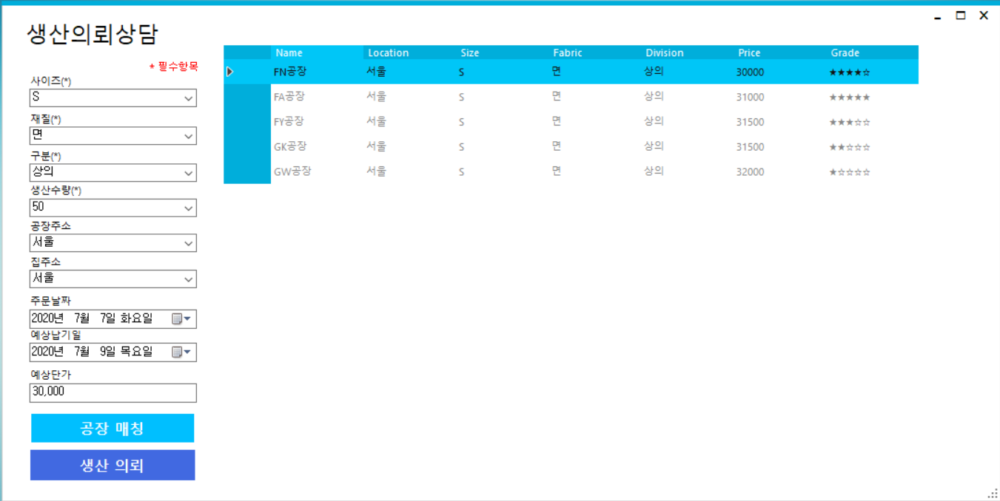 생산의뢰상담
* 필수항목
사이즈(*)
S
재질(*)
면
구분(*)
상의
생산수량(*)
50
공장주소
서울
집주소
서울
주문날짜
2020년 7월 7일 화요일
예상납기일
2020년 7월 9일 목요일
예상단가
30,000
공장 매칭
생산 의뢰
Name Location Size Fabric Division Price Grade
FN공장 서울 S 면 상의 30000 ★★★★☆
FA공장 서울 S 면 상의 31000 ★★★★★
FY공장 서울 S 면 상의 31500 ★★★☆☆
GK공장 서울 S 면 상의 31500 ★★☆☆☆
GW공장 서울 S 면 상의 32000 ★☆☆☆☆